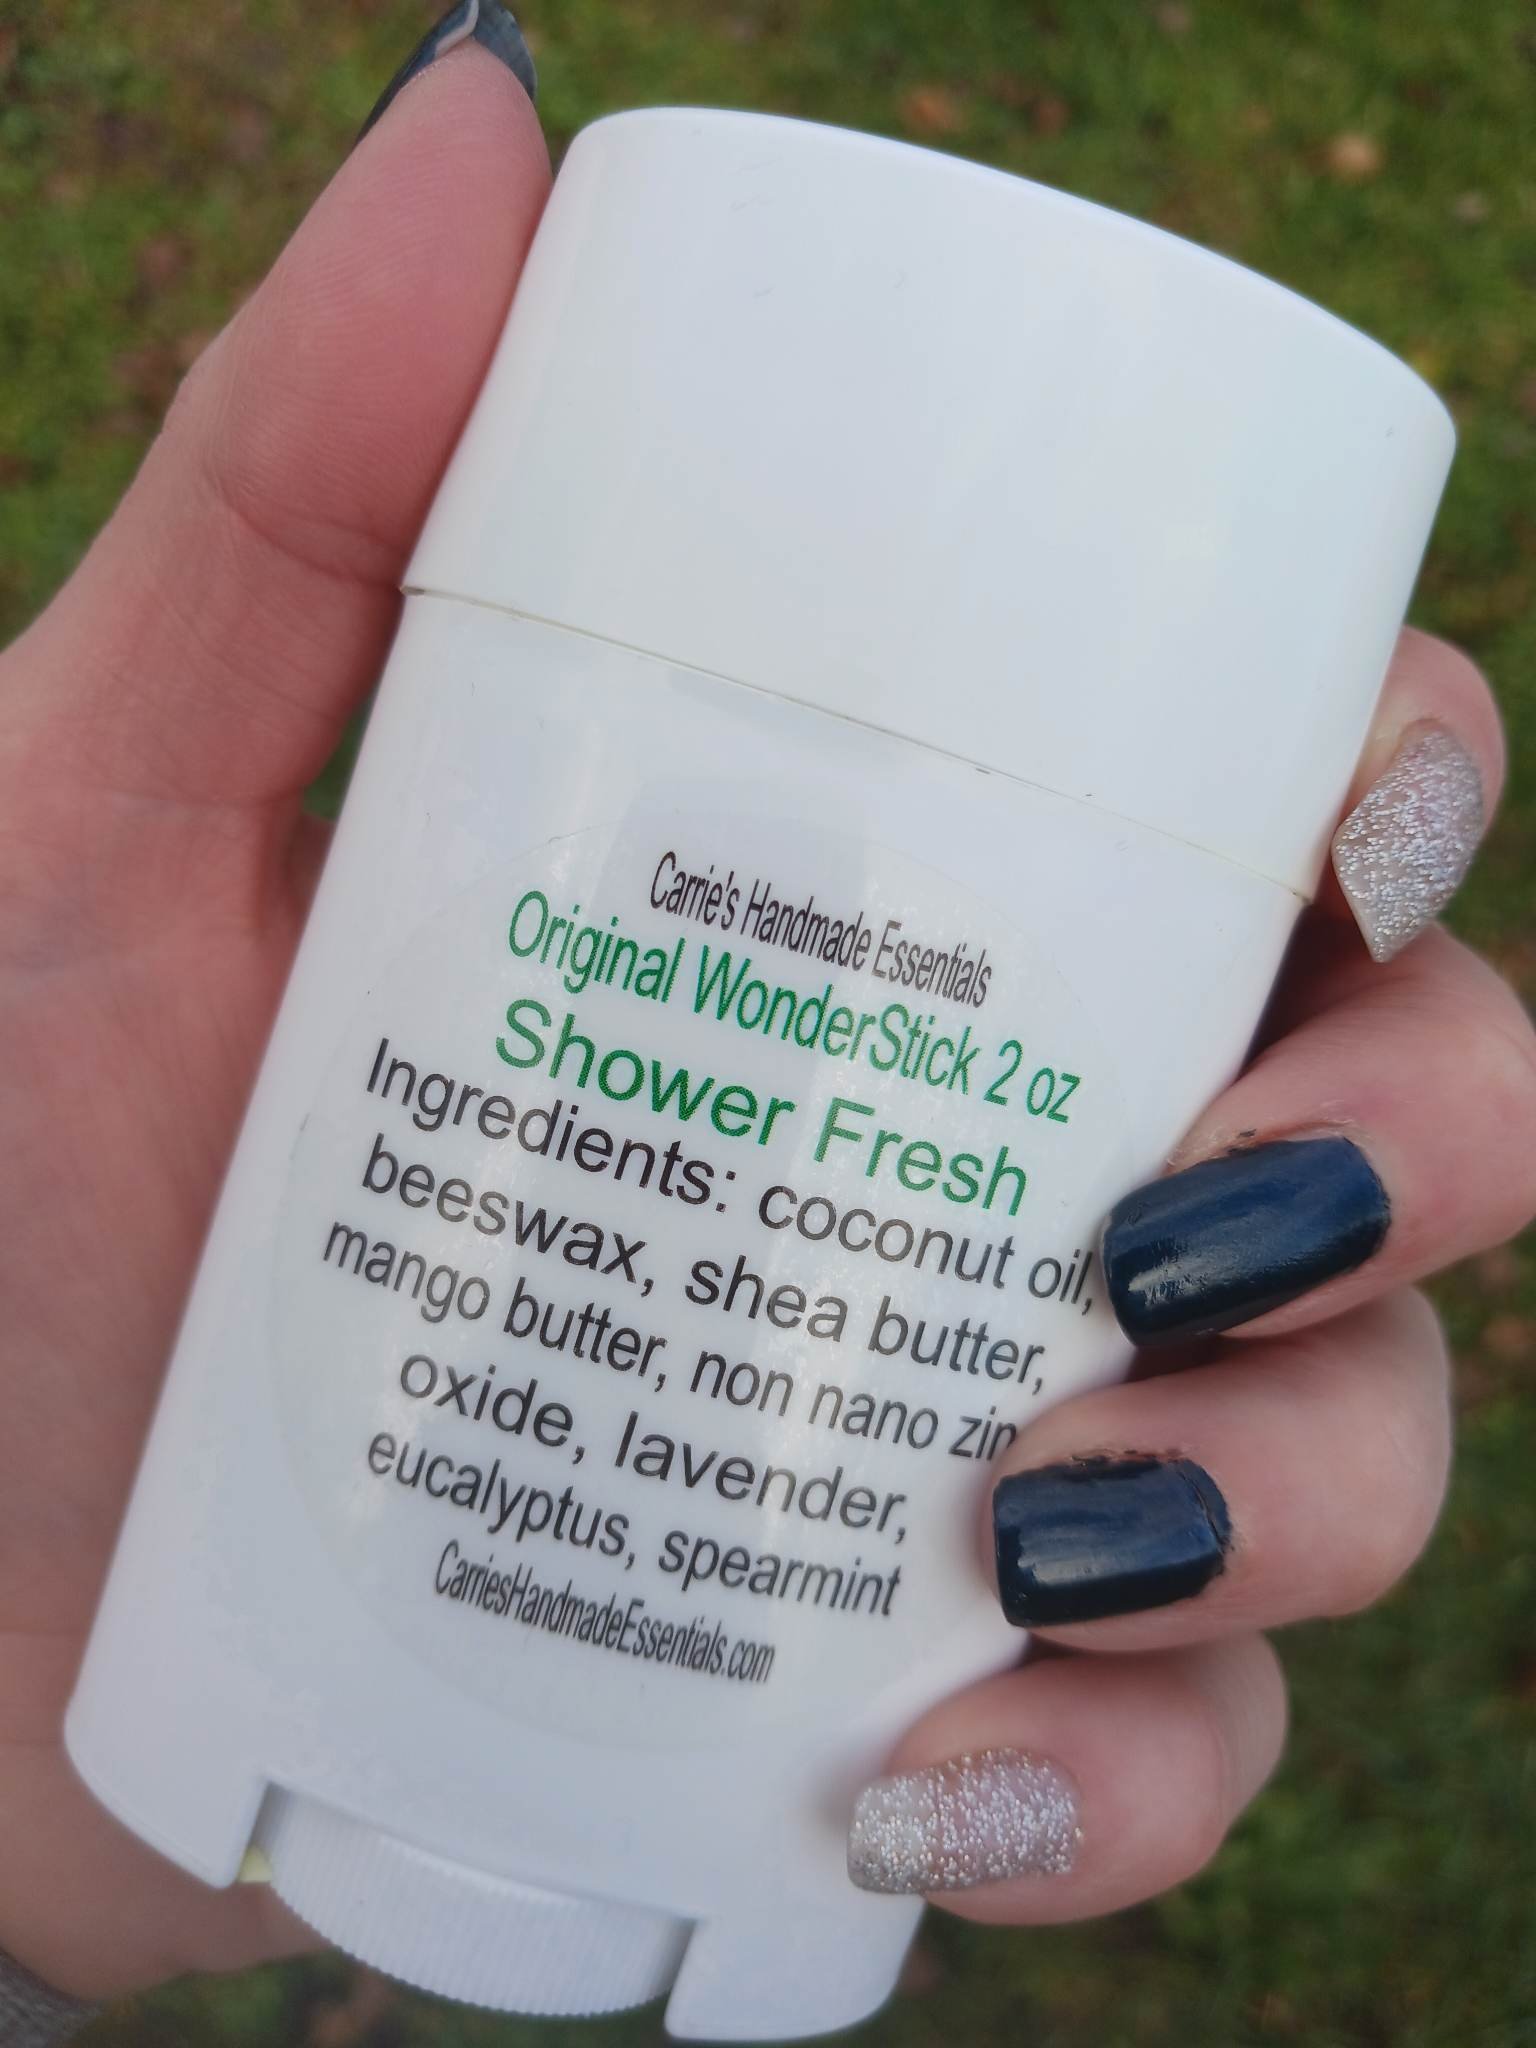 Carrie's Handmade Essentials
Original WonderStick 2 oz
Shower Fresh
Ingredients: coconut oil,
beeswax, shea butter,
mango butter, non nano zin
oxide, lavender,
eucalyptus, spearmint
CarriesHandmadeEssentials.com